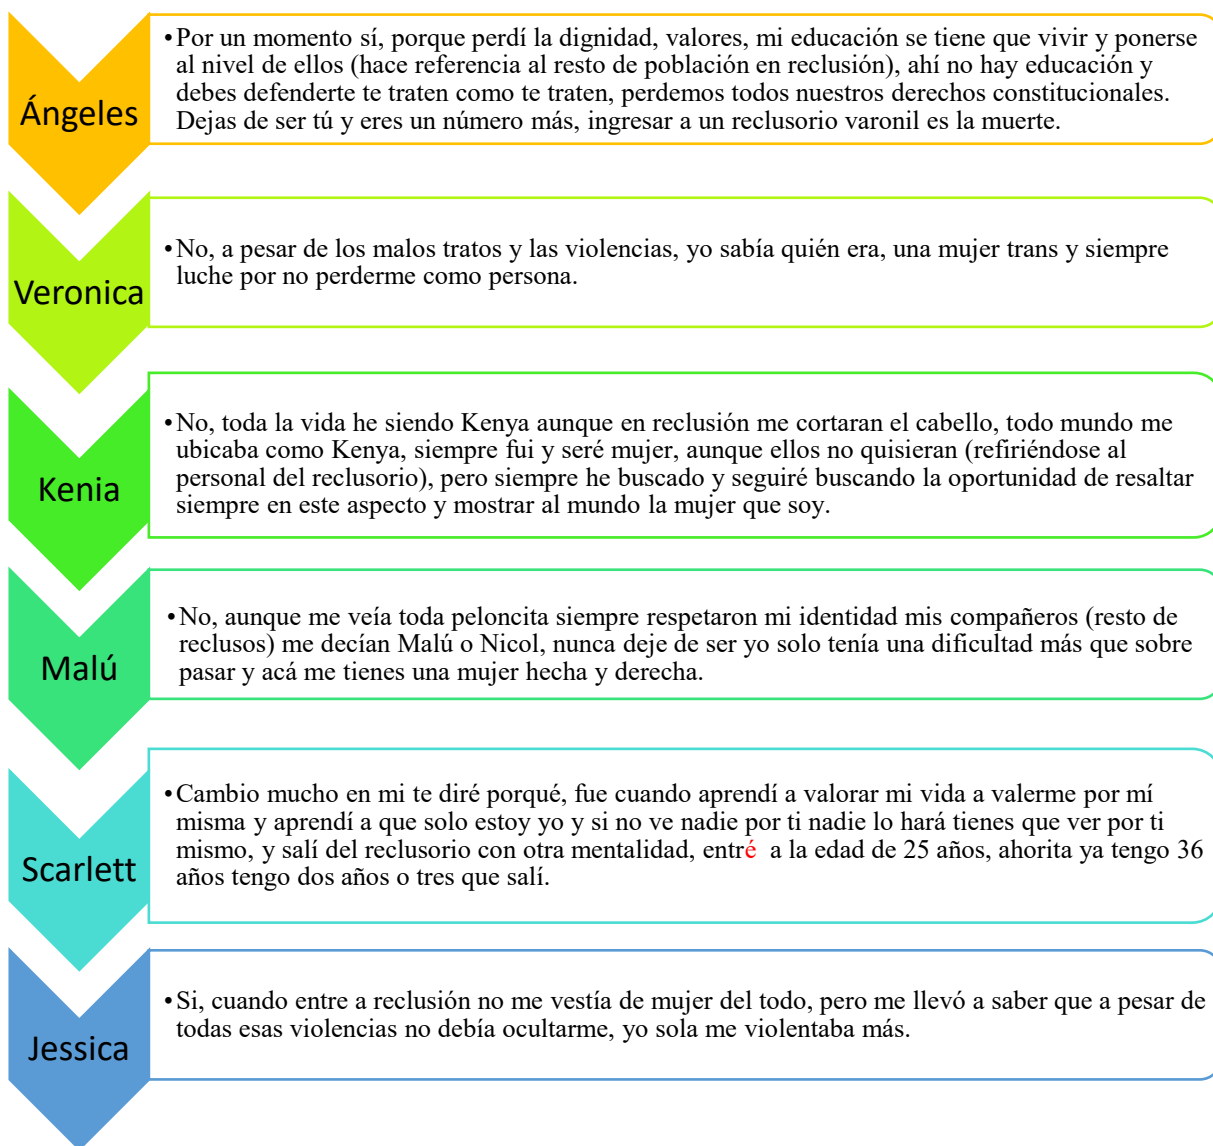 Ángeles
•Por un momento sí, porque perdí la dignidad, valores, mi educación se tiene que vivir y ponerse
al nivel de ellos (hace referencia al resto de población en reclusión), ahí no hay educación y
debes defenderte te traten como te traten, perdemos todos nuestros derechos constitucionales.
Dejas de ser tú y eres un número más, ingresar a un reclusorio varonil es la muerte.
Veronica
•No, a pesar de los malos tratos y las violencias, yo sabía quién era, una mujer trans y siempre
luche por no perderme como persona.
Kenia
•No, toda la vida he siendo Kenya aunque en reclusión me cortaran el cabello, todo mundo me
ubicaba como Kenya, siempre fui y seré mujer, aunque ellos no quisieran (refiriéndose al
personal del reclusorio), pero siempre he buscado y seguiré buscando la oportunidad de resaltar
siempre en este aspecto y mostrar al mundo la mujer que soy.
Malú
•No, aunque me veía toda peloncita siempre respetaron mi identidad mis compañeros (resto de
reclusos) me decían Malú o Nicol, nunca deje de ser yo solo tenía una dificultad más que sobre
pasar y acá me tienes una mujer hecha y derecha.
Scarlett
•Cambio mucho en mi te diré porqué, fue cuando aprendí a valorar mi vida a valerme por mí
misma y aprendí a que solo estoy yo y si no ve nadie por ti nadie lo hará tienes que ver por ti
mismo, y salí del reclusorio con otra mentalidad, entré a la edad de 25 años, ahorita ya tengo 36
años tengo dos años o tres que salí.
Jessica
•Si, cuando entre a reclusión no me vestía de mujer del todo, pero me llevó a saber que a pesar de
todas esas violencias no debía ocultarme, yo sola me violentaba más.